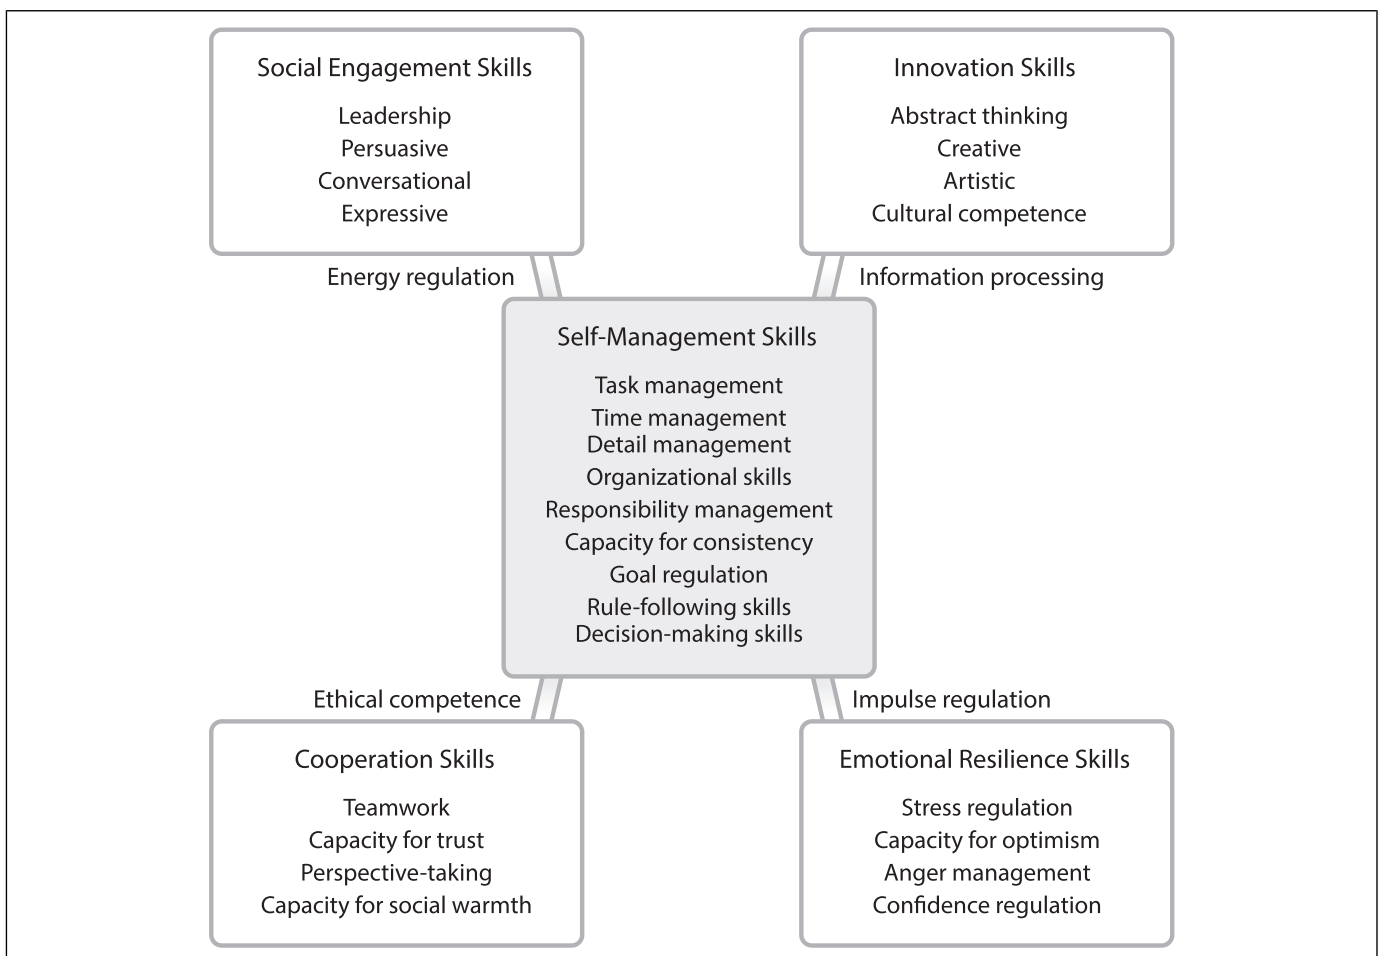 Social Engagement Skills
Leadership
Persuasive
Conversational
Expressive
Innovation Skills
Abstract thinking
Creative
Artistic
Cultural competence
Energy regulation
Information processing
Self-Management Skills
Task management
Time management
Detail management
Organizational skills
Responsibility management
Capacity for consistency
Goal regulation
Rule-following skills
Decision-making skills
Ethical competence
Impulse regulation
Cooperation Skills
Teamwork
Capacity for trust
Perspective-taking
Capacity for social warmth
Emotional Resilience Skills
Stress regulation
Capacity for optimism
Anger management
Confidence regulation